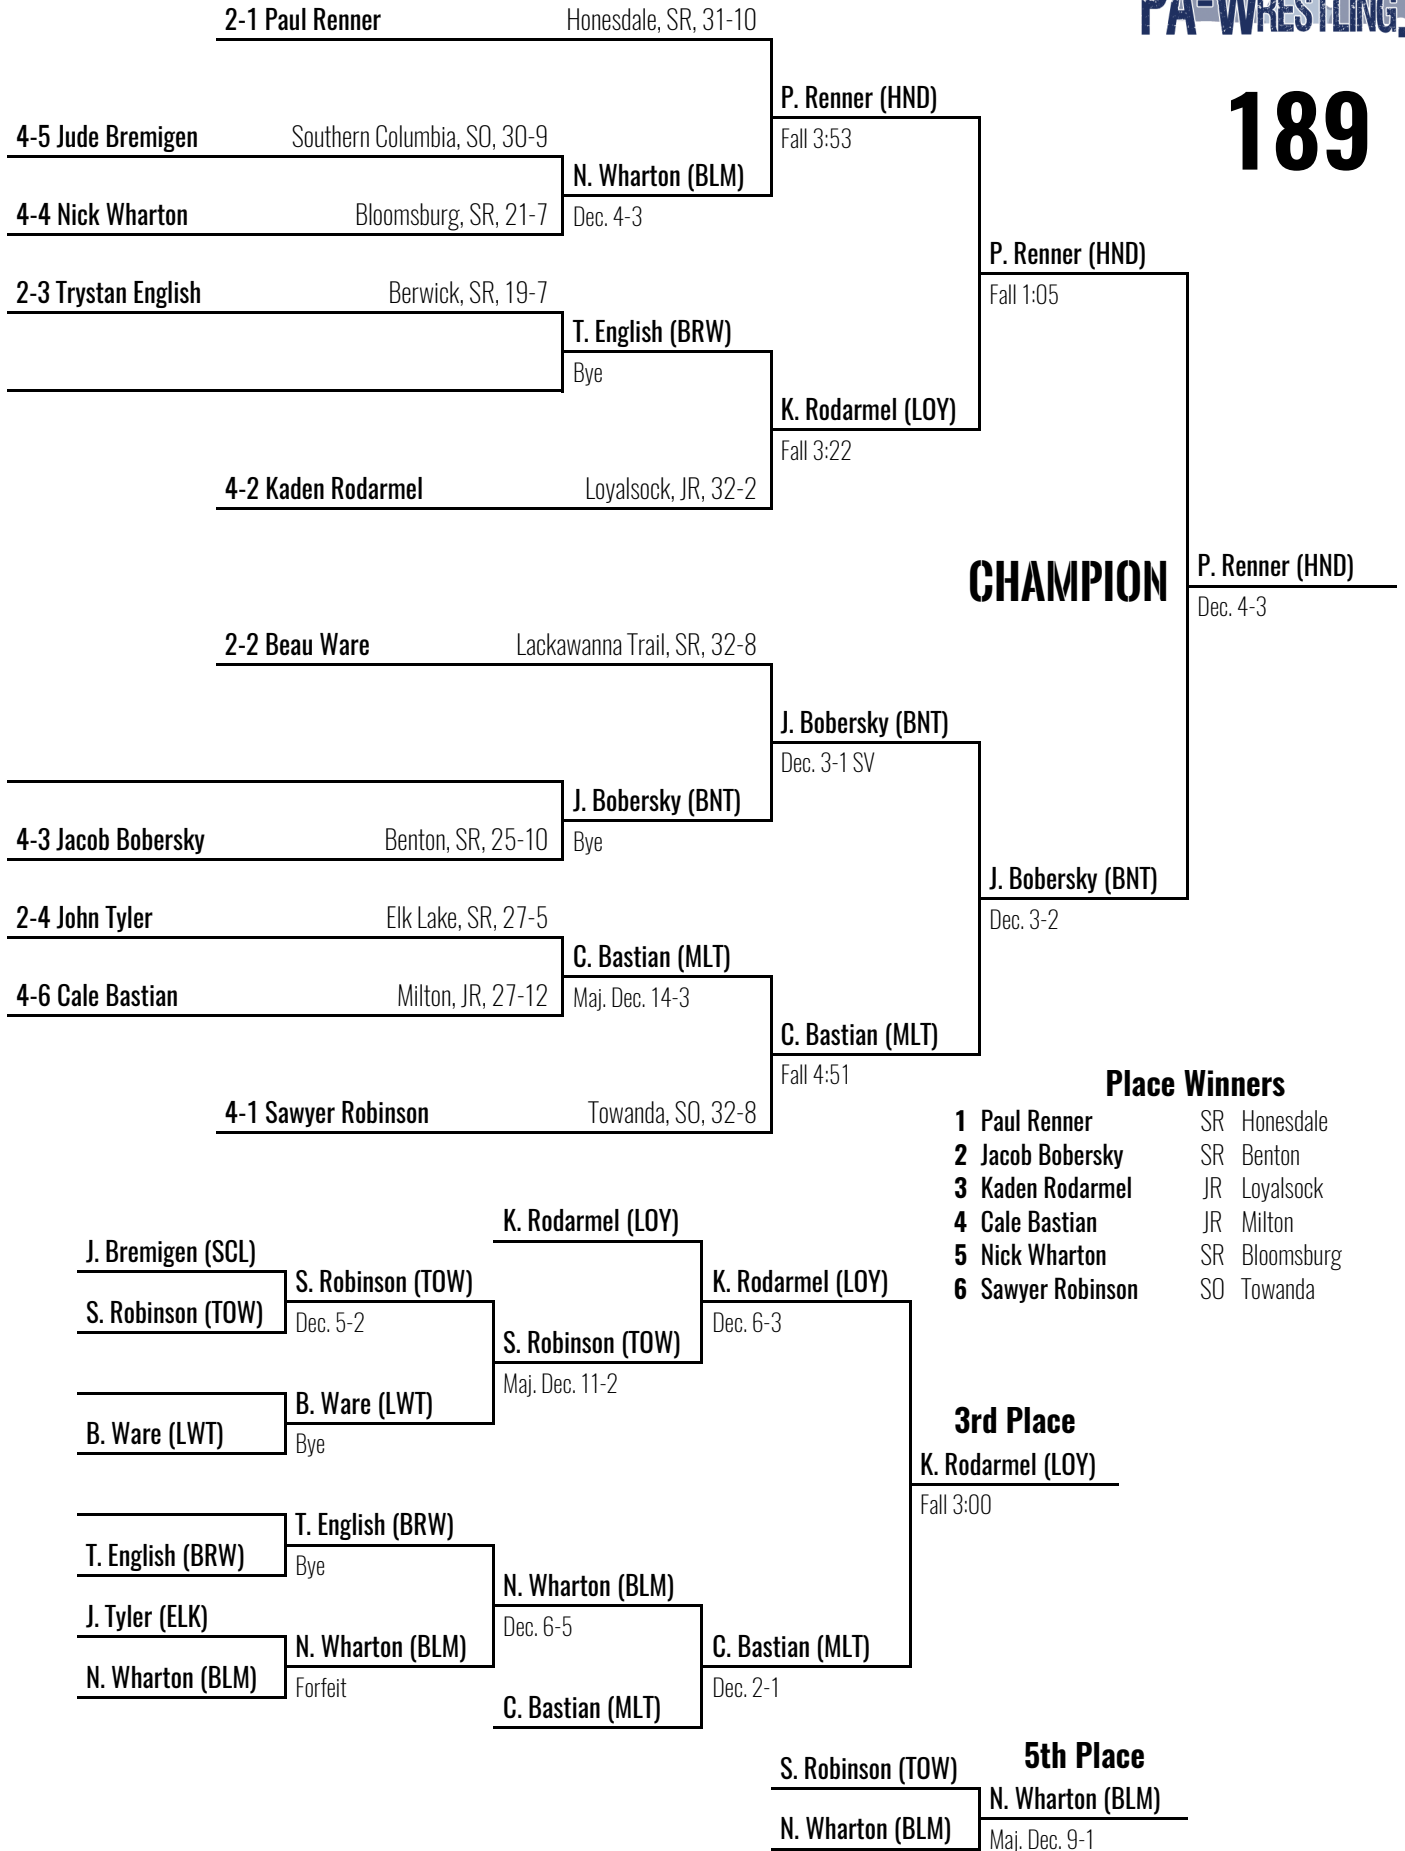 PA-WRESTLING.
189
2-1 Paul Renner Honesdale, SR, 31-10
P. Renner (HND)
Fall 3:53
4-5 Jude Bremigen Southern Columbia, SO, 30-9
N. Wharton (BLM)
Dec. 4-3
4-4 Nick Wharton Bloomsburg, SR, 21-7
P. Renner (HND)
Fall 1:05
2-3 Trystan English Berwick, SR, 19-7
T. English (BRW)
Bye
K. Rodarmel (LOY)
Fall 3:22
4-2 Kaden Rodarmel Loyalsock, JR, 32-2
CHAMPION
P. Renner (HND)
Dec. 4-3
2-2 Beau Ware Lackawanna Trail, SR, 32-8
J. Bobersky (BNT)
Dec. 3-1 SV
J. Bobersky (BNT)
Bye
4-3 Jacob Bobersky Benton, SR, 25-10
J. Bobersky (BNT)
Dec. 3-2
2-4 John Tyler Elk Lake, SR, 27-5
C. Bastian (MLT)
Maj. Dec. 14-3
4-6 Cale Bastian Milton, JR, 27-12
C. Bastian (MLT)
Fall 4:51
4-1 Sawyer Robinson Towanda, SO, 32-8
Place Winners
1 Paul Renner SR Honesdale
2 Jacob Bobersky SR Benton
3 Kaden Rodarmel JR Loyalsock
4 Cale Bastian JR Milton
5 Nick Wharton SR Bloomsburg
6 Sawyer Robinson SO Towanda
K. Rodarmel (LOY)
J. Bremigen (SCL)
S. Robinson (TOW)
Dec. 5-2
S. Robinson (TOW)
K. Rodarmel (LOY)
Dec. 6-3
S. Robinson (TOW)
Maj. Dec. 11-2
B. Ware (LWT)
Bye
B. Ware (LWT)
3rd Place
K. Rodarmel (LOY)
Fall 3:00
T. English (BRW)
Bye
T. English (BRW)
N. Wharton (BLM)
Dec. 6-5
J. Tyler (ELK)
N. Wharton (BLM)
Forfeit
N. Wharton (BLM)
C. Bastian (MLT)
Dec. 2-1
C. Bastian (MLT)
5th Place
S. Robinson (TOW)
N. Wharton (BLM)
Maj. Dec. 9-1
N. Wharton (BLM)